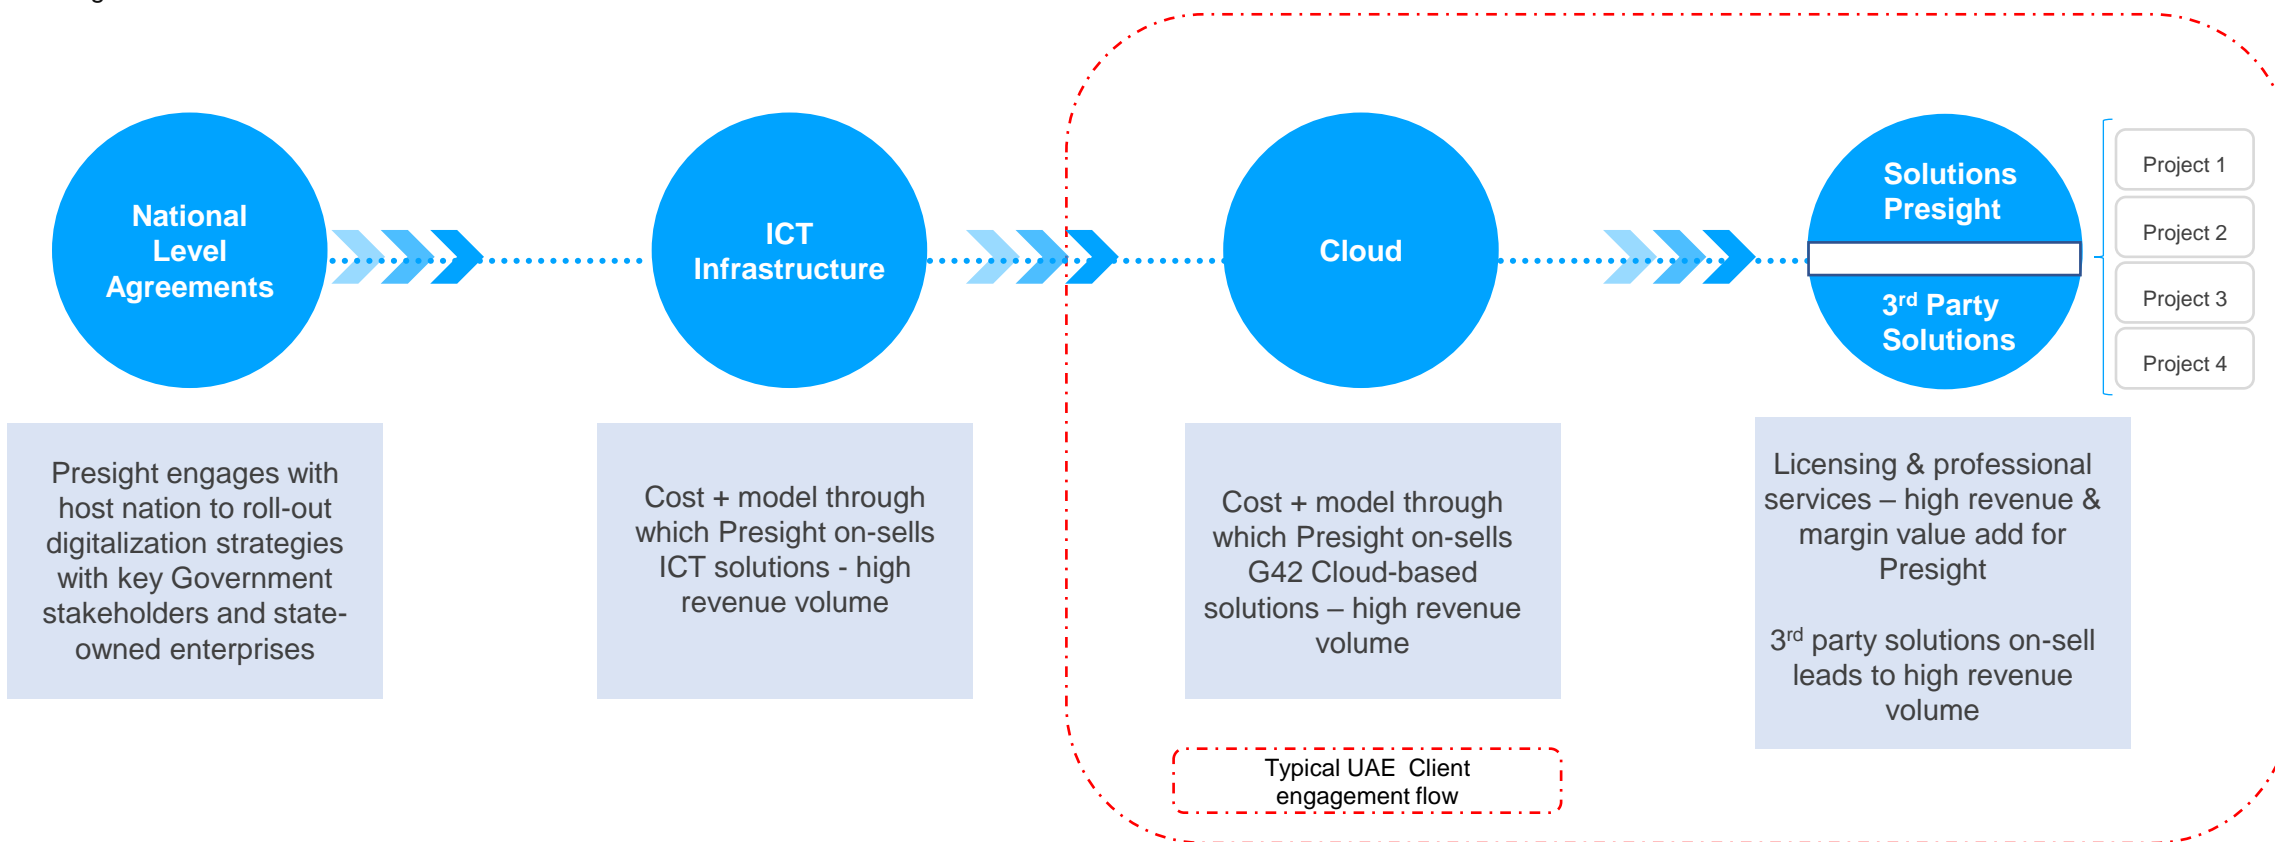 National
Level
Agreements
ICT
Infrastructure
Cloud
Solutions
Presight
3rd Party
Solutions
Project 1
Project 2
Project 3
Project 4
Presight engages with
host nation to roll-out
digitalization strategies
with key Government
stakeholders and state-
owned enterprises
Cost + model through
which Presight on-sells
ICT solutions - high
revenue volume
Cost + model through
which Presight on-sells
G42 Cloud-based
solutions – high revenue
volume
Licensing & professional
services – high revenue &
margin value add for
Presight
3rd party solutions on-sell
leads to high revenue
volume
Typical UAE Client
engagement flow